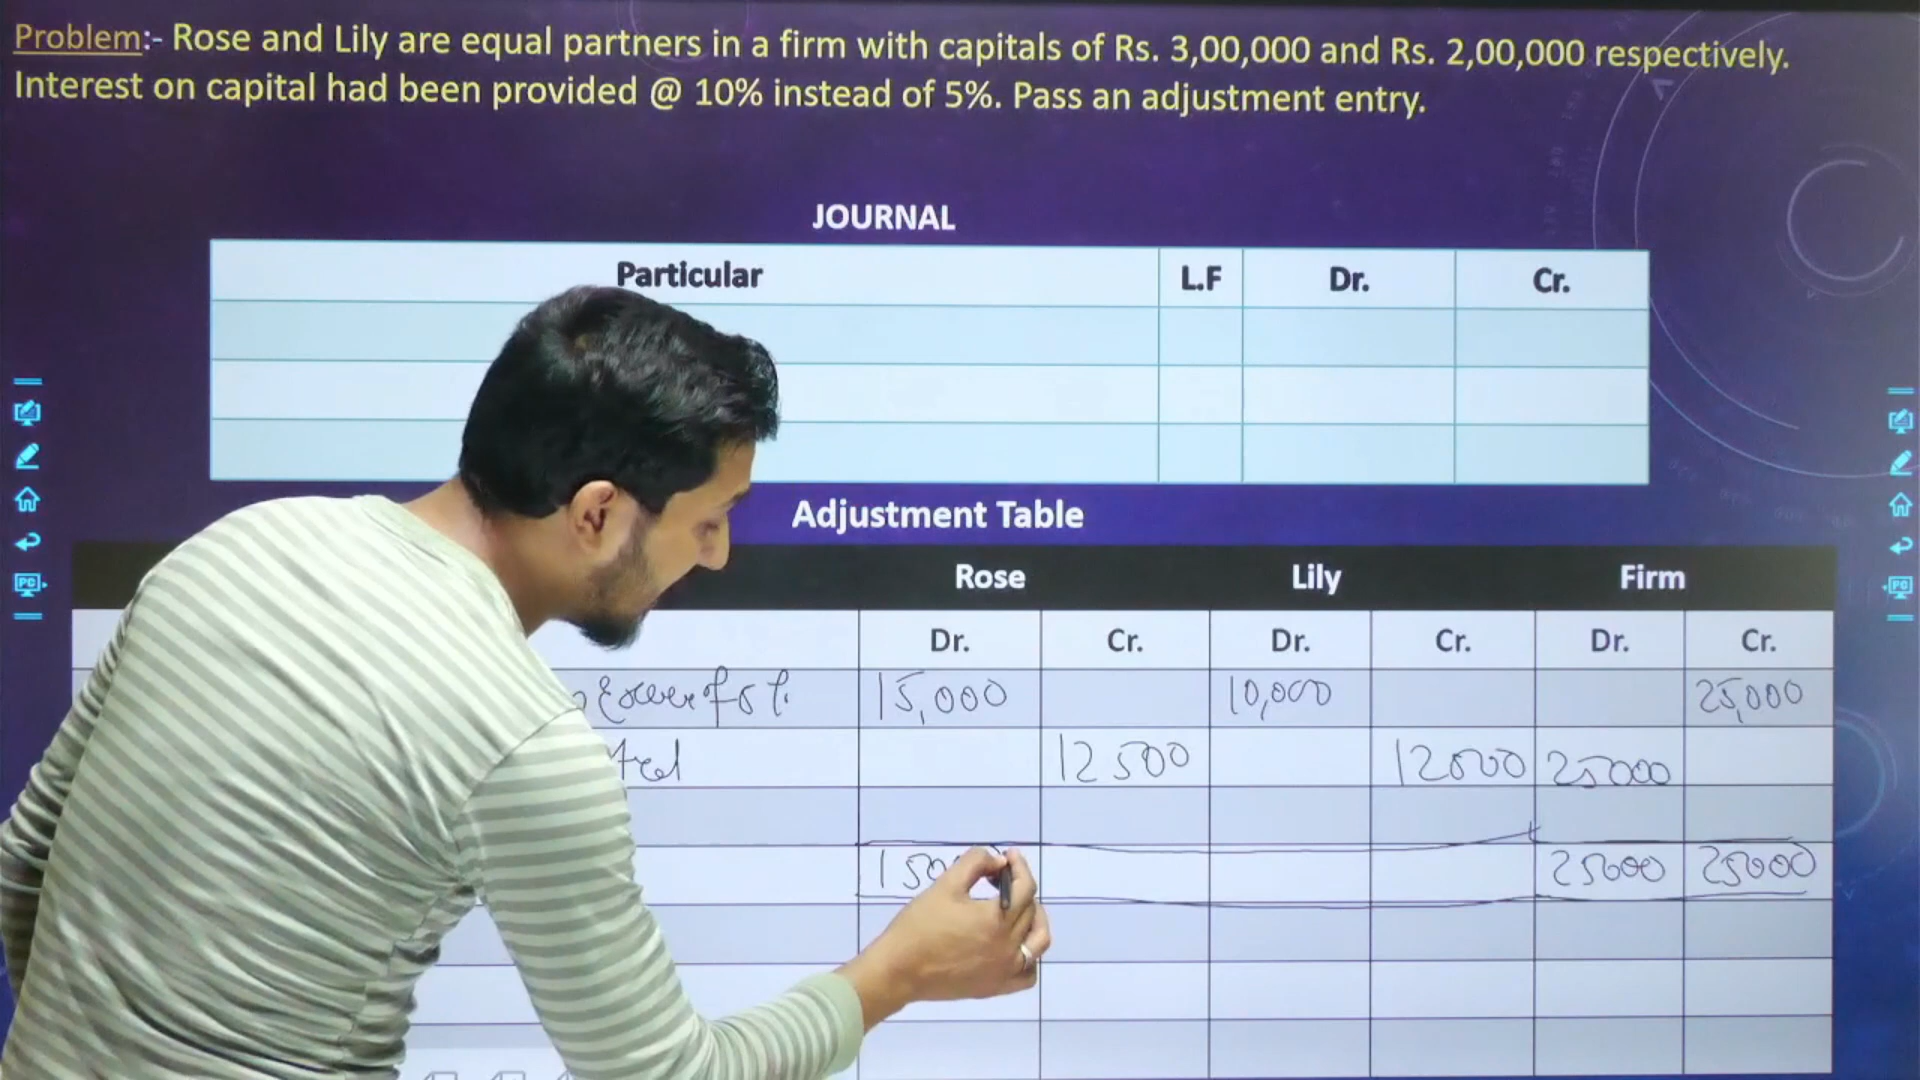 Problem:- Rose and Lily are equal partners in a firm with capitals of Rs. 3,00,000 and Rs. 2,00,000 respectively.
Interest on capital had been provided @ 10% instead of 5%. Pass an adjustment entry.
JOURNAL
Particular L.F Dr. Cr.
Adjustment Table
Rose Lily Firm
Dr. Cr. Dr. Cr. Dr. Cr.
15,000 10,000 25,000
12500 12500 25000
150 25000 25000
PC PC